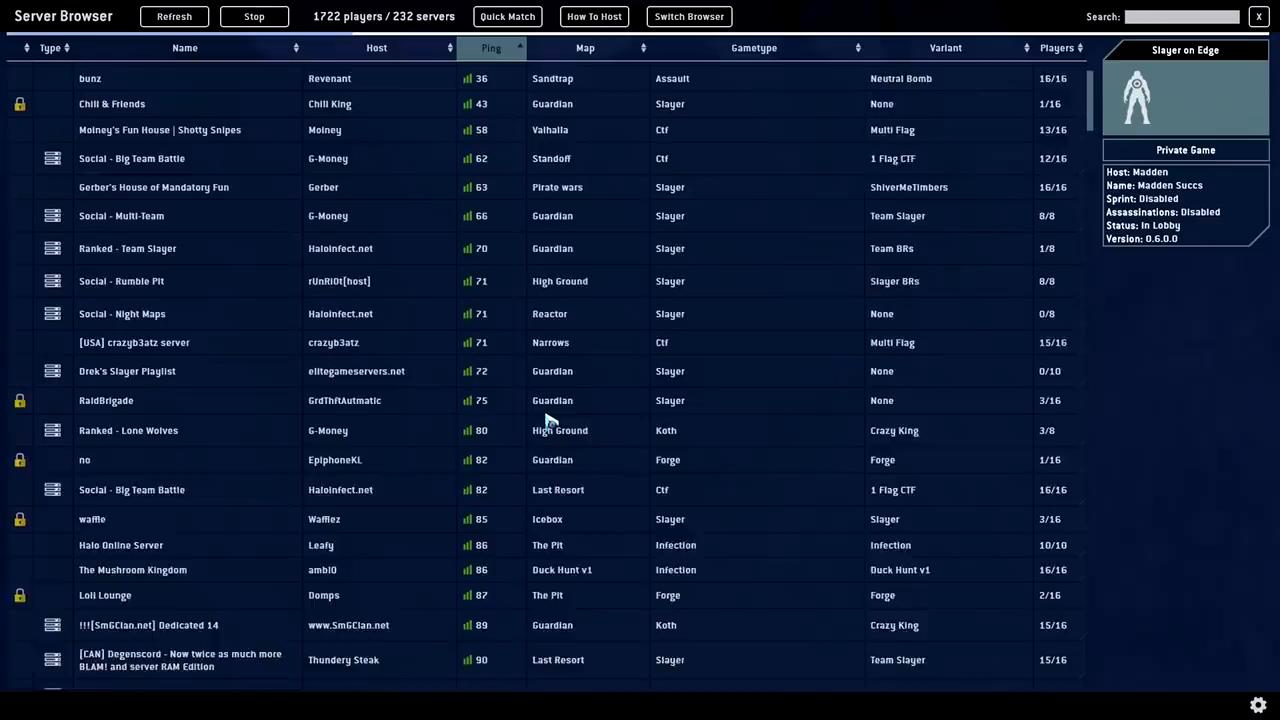 Server Browser Refresh Stop 1722 players / 232 servers Quick Match How To Host Switch Browser Search: X
Type Name Host Ping Map Gametype Variant Players
bunz Revenant 36 Sandtrap Assault Neutral Bomb 16/16
Chill & Friends Chill King 43 Guardian Slayer None 1/16
Moiney's Fun House | Shotty Snipes Moiney 58 Valhalla Ctf Multi Flag 13/16
Social - Big Team Battle G-Money 62 Standoff Ctf 1 Flag CTF 12/16
Gerber's House of Mandatory Fun Gerber 63 Pirate wars Slayer ShiverMeTimbers 16/16
Social - Multi-Team G-Money 66 Guardian Slayer Team Slayer 8/8
Ranked - Team Slayer HaloInfect.net 70 Guardian Slayer Team BRs 1/8
Social - Rumble Pit rUnRi0t[host] 71 High Ground Slayer Slayer BRs 8/8
Social - Night Maps HaloInfect.net 71 Reactor Slayer None 0/8
[USA] crazyb3atz server crazyb3atz 71 Narrows Ctf Multi Flag 15/16
Drek's Slayer Playlist elitegameservers.net 72 Guardian Slayer None 0/10
RaidBrigade GrdThftAutmatic 75 Guardian Slayer None 3/16
Ranked - Lone Wolves G-Money 80 High Ground Koth Crazy King 3/8
no EpiphoneKL 82 Guardian Forge Forge 1/16
Social - Big Team Battle HaloInfect.net 82 Last Resort Ctf 1 Flag CTF 16/16
waffle Wafflez 85 Icebox Slayer Slayer 3/16
Halo Online Server Leafy 86 The Pit Infection Infection 10/10
The Mushroom Kingdom ambi0 86 Duck Hunt v1 Infection Duck Hunt v1 16/16
Loli Lounge Domps 87 The Pit Forge Forge 2/16
!!![SmGClan.net] Dedicated 14 www.SmGClan.net 89 Guardian Koth Crazy King 15/16
[CAN] Degenscord - Now twice as much more
BLAM! and server RAM Edition Thundery Steak 90 Last Resort Slayer Team Slayer 15/16
Slayer on Edge
Private Game
Host: Madden
Name: Madden Succs
Sprint: Disabled
Assassinations: Disabled
Status: In Lobby
Version: 0.6.0.0